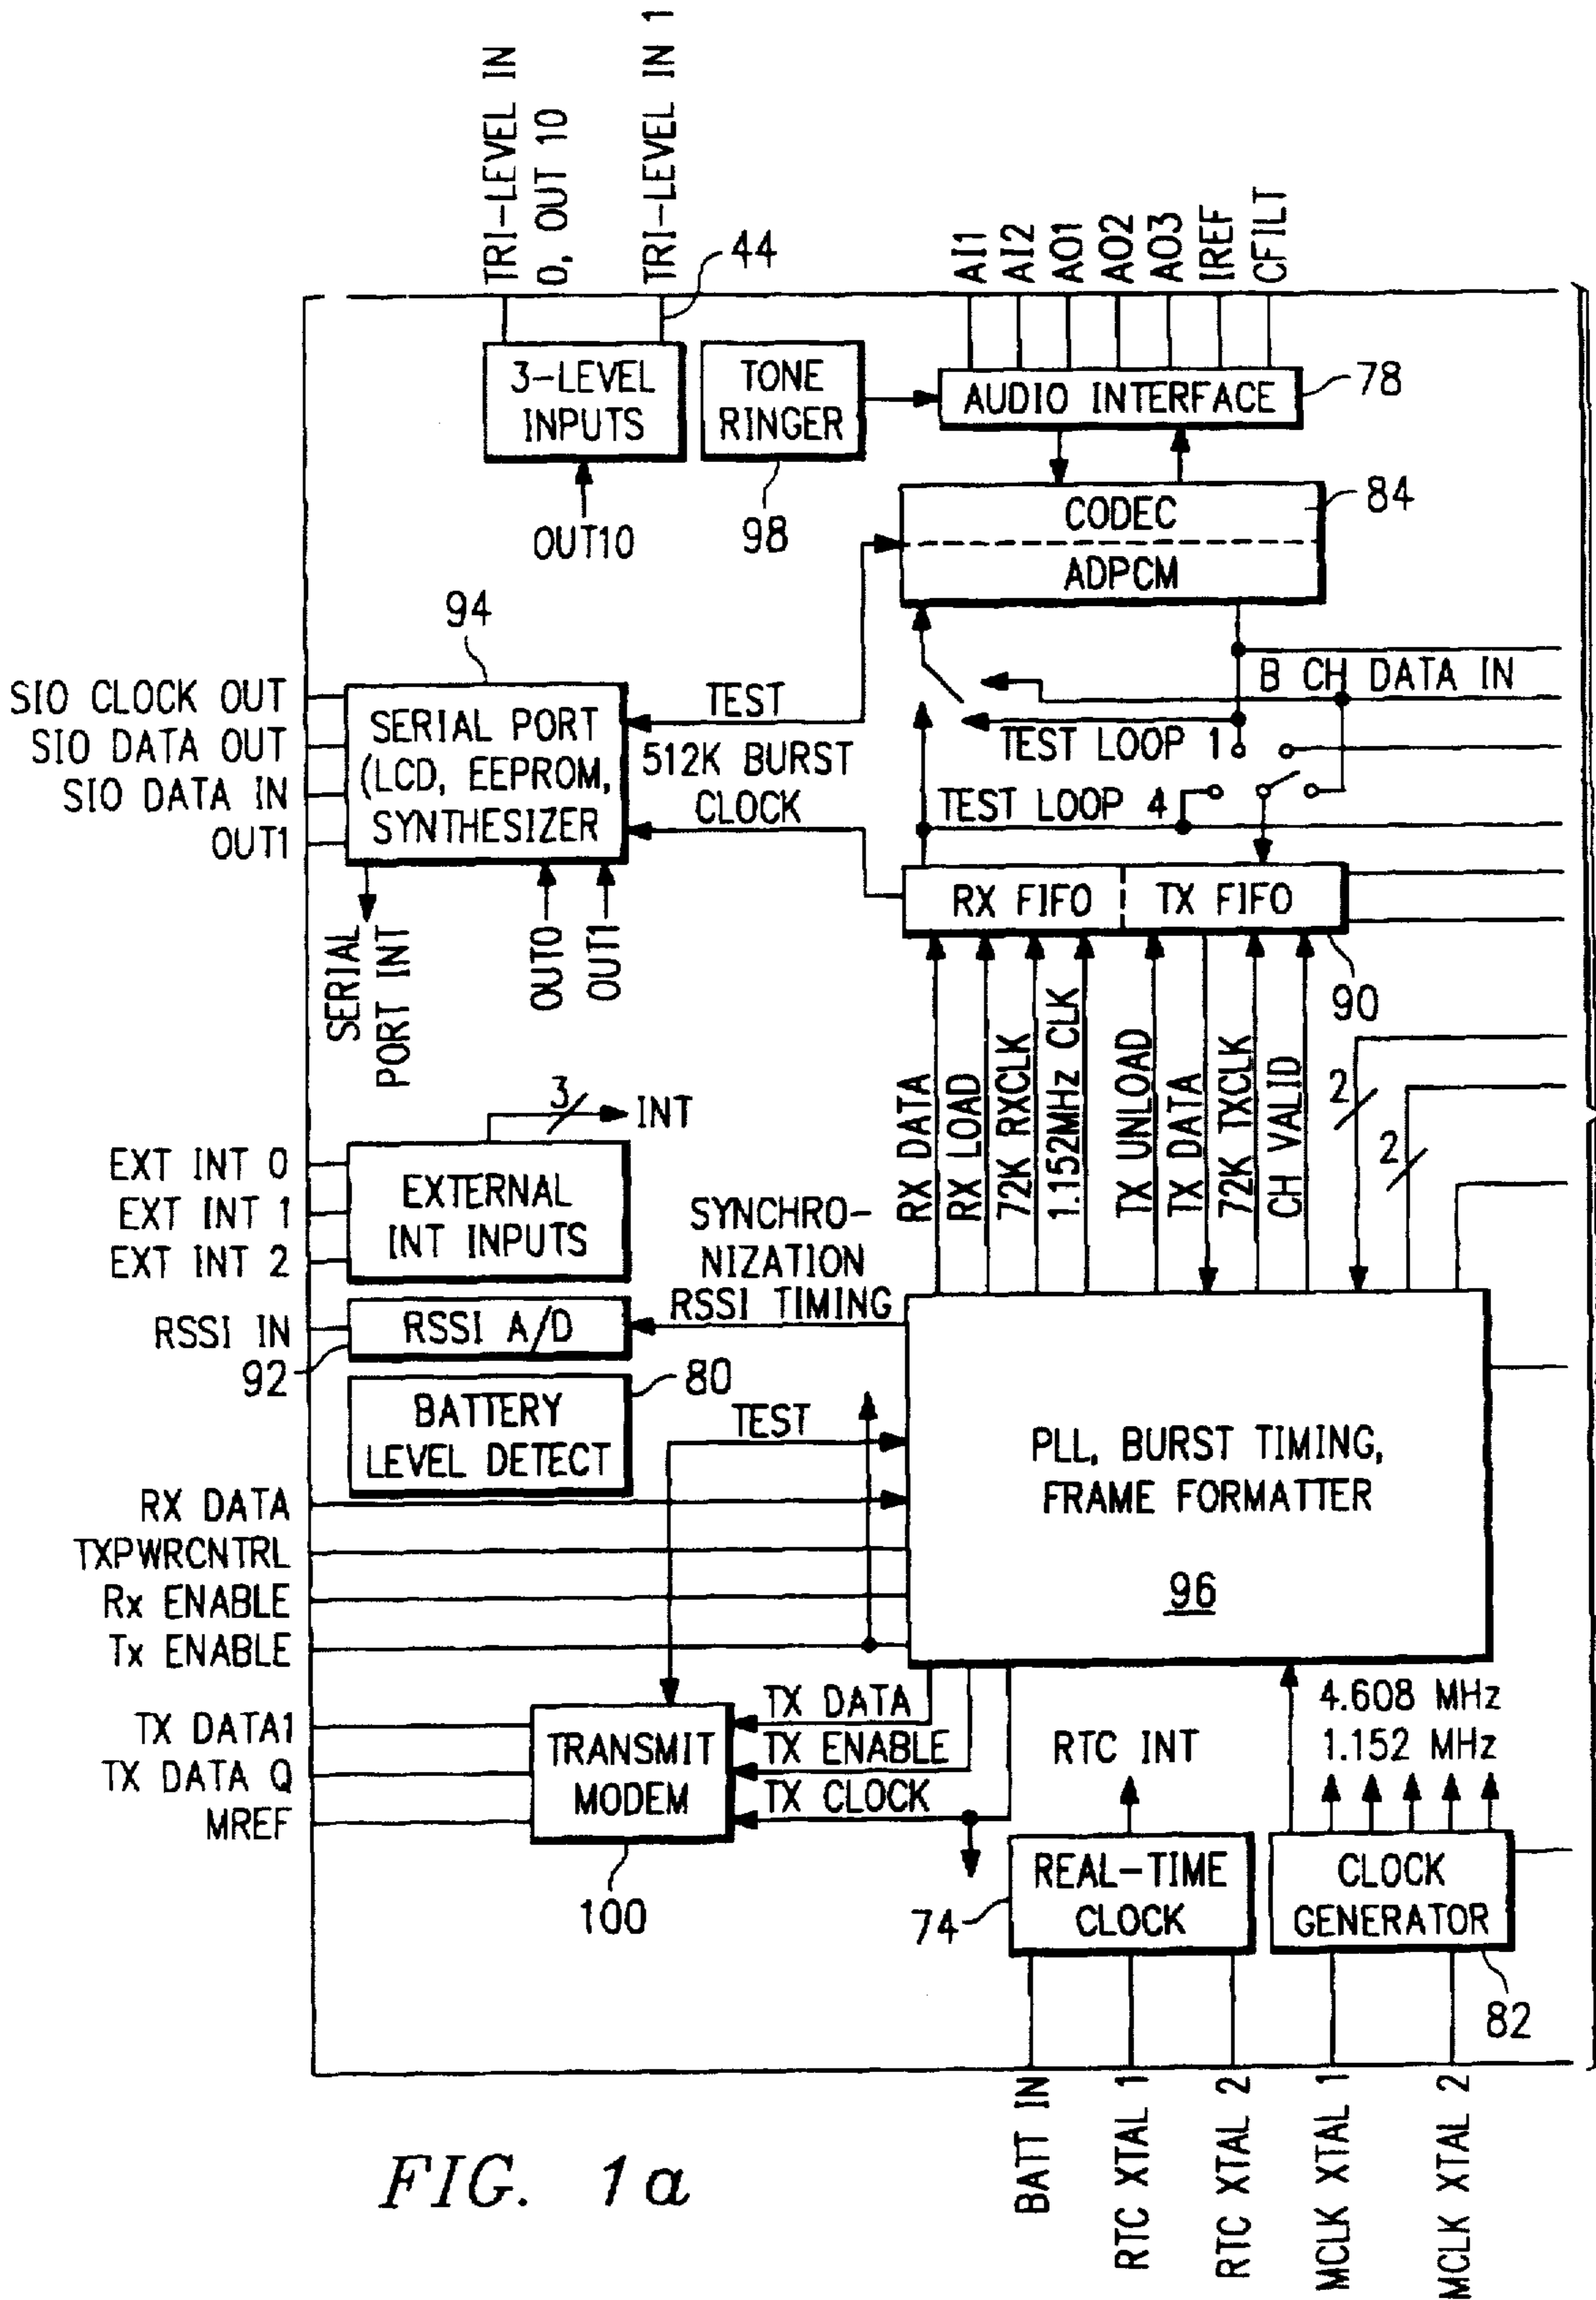 TRI-LEVEL IN
0, OUT 10
TRI-LEVEL IN 1
44
AI1
AI2
AO1
AO2
AO3
IREF
CFILT
3-LEVEL
INPUTS
OUT10
TONE
RINGER
98
AUDIO INTERFACE
78
CODEC
ADPCM
84
94
SIO CLOCK OUT
SIO DATA OUT
SIO DATA IN
OUT1
SERIAL PORT
(LCD, EEPROM,
SYNTHESIZER
TEST
512K BURST
CLOCK
B CH DATA IN
TEST LOOP 1
TEST LOOP 4
SERIAL
PORT INT
OUT0
OUT1
RX FIFO
TX FIFO
90
RX DATA
RX LOAD
72K RXCLK
1.152MHz CLK
TX UNLOAD
TX DATA
72K TXCLK
CH VALID
2
2
3
INT
EXT INT 0
EXT INT 1
EXT INT 2
EXTERNAL
INT INPUTS
SYNCHRO-
NIZATION
RSSI TIMING
RSSI IN
RSSI A/D
92
BATTERY
LEVEL DETECT
80
TEST
PLL, BURST TIMING,
FRAME FORMATTER
96
RX DATA
TXPWRCNTRL
Rx ENABLE
Tx ENABLE
TX DATA1
TX DATA Q
MREF
TRANSMIT
MODEM
100
TX DATA
TX ENABLE
TX CLOCK
RTC INT
4.608 MHz
1.152 MHz
REAL-TIME
CLOCK
74
CLOCK
GENERATOR
82
BATT IN
RTC XTAL 1
RTC XTAL 2
MCLK XTAL 1
MCLK XTAL 2
FIG. 1a